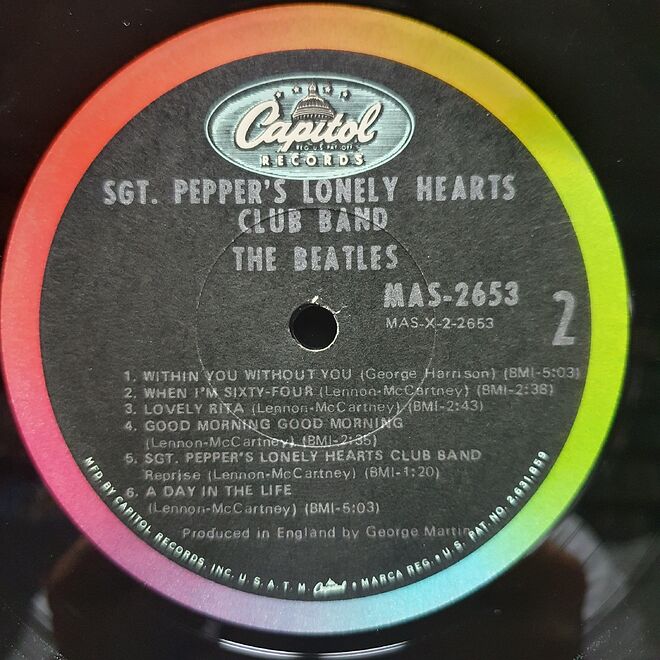 Capitol
REG. U.S. PAT. OFF.
RECORDS
SGT. PEPPER'S LONELY HEARTS
CLUB BAND
THE BEATLES
MAS-2653
MAS-X-2-2653
2
1. WITHIN YOU WITHOUT YOU (George Harrison) (BMI-5:03)
2. WHEN I'M SIXTY-FOUR (Lennon-McCartney) (BMI-2:38)
3. LOVELY RITA (Lennon-McCartney) (BMI-2:43)
4. GOOD MORNING GOOD MORNING
(Lennon-McCartney) (BMI-2:35)
5. SGT. PEPPER'S LONELY HEARTS CLUB BAND
Reprise (Lennon-McCartney) (BMI-1:20)
6. A DAY IN THE LIFE
(Lennon-McCartney) (BMI-5:03)
Produced in England by George Martin
MFD. BY CAPITOL RECORDS, INC. U.S.A. T.M. Capitol • MARCA REG. • U.S. PAT. NO. 2,631,859